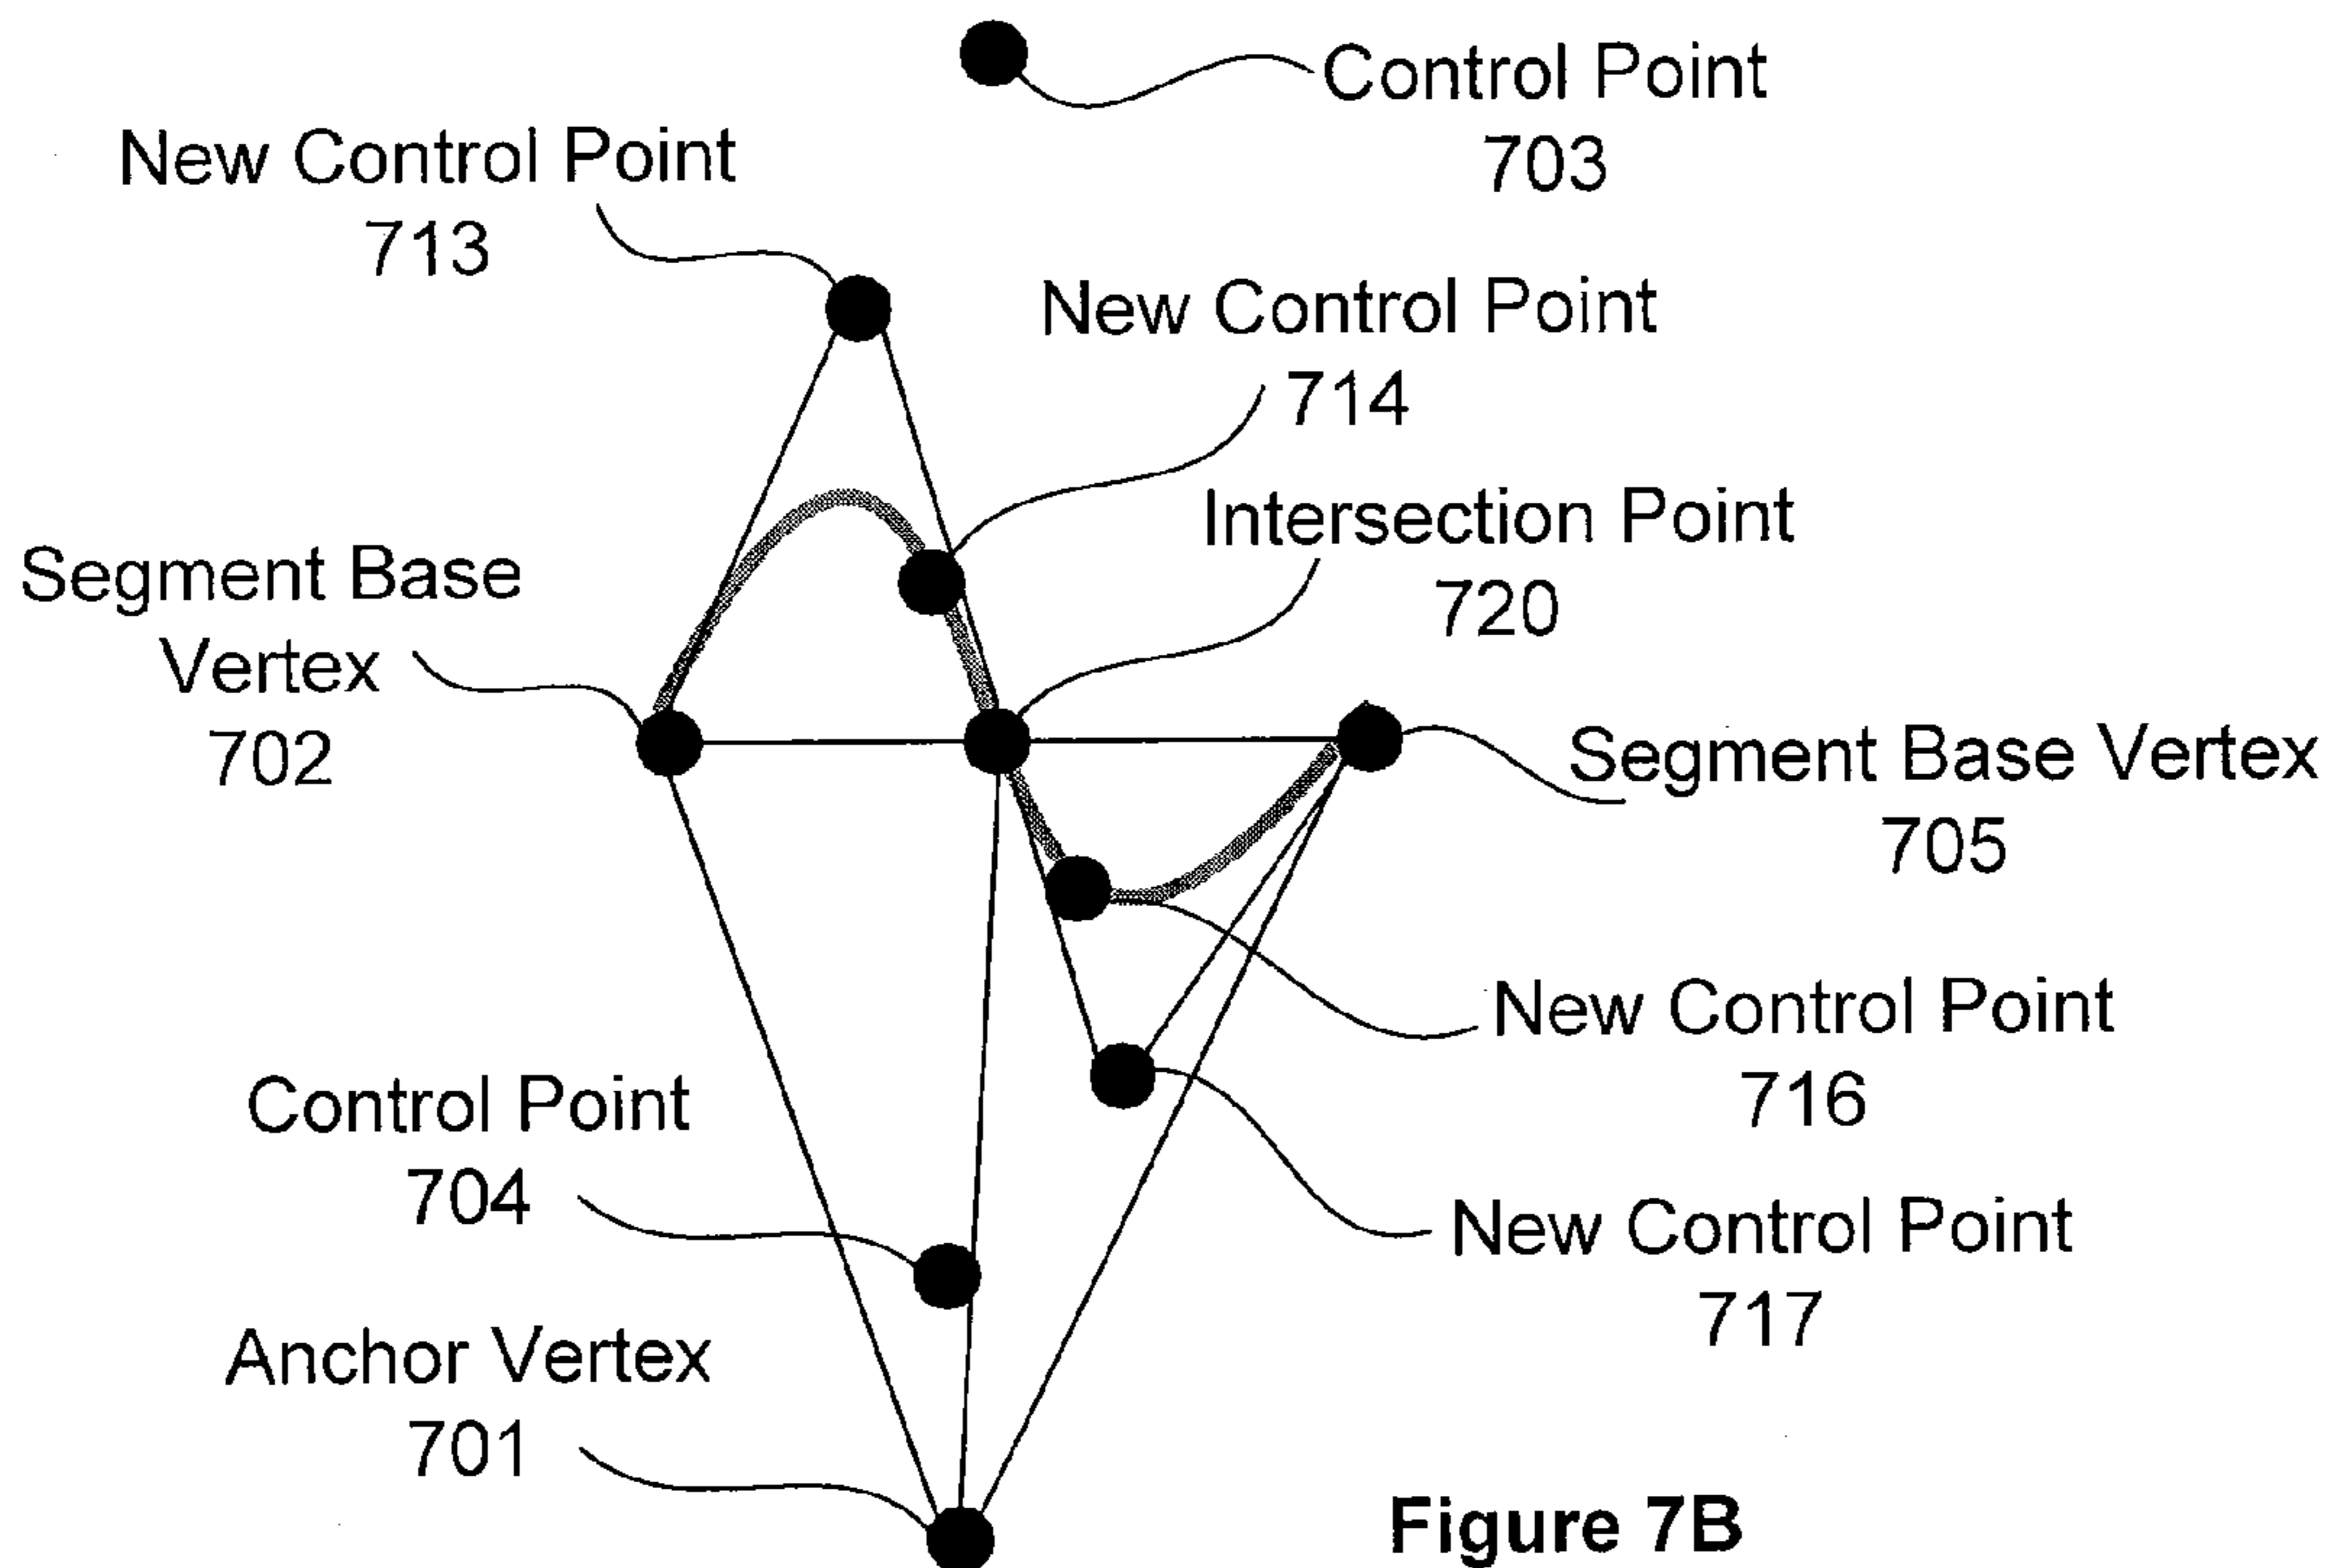 Control Point
703
New Control Point
713
New Control Point
714
Intersection Point
720
Segment Base
Vertex
702
Segment Base Vertex
705
New Control Point
716
Control Point
704
New Control Point
717
Anchor Vertex
701
Figure 7B